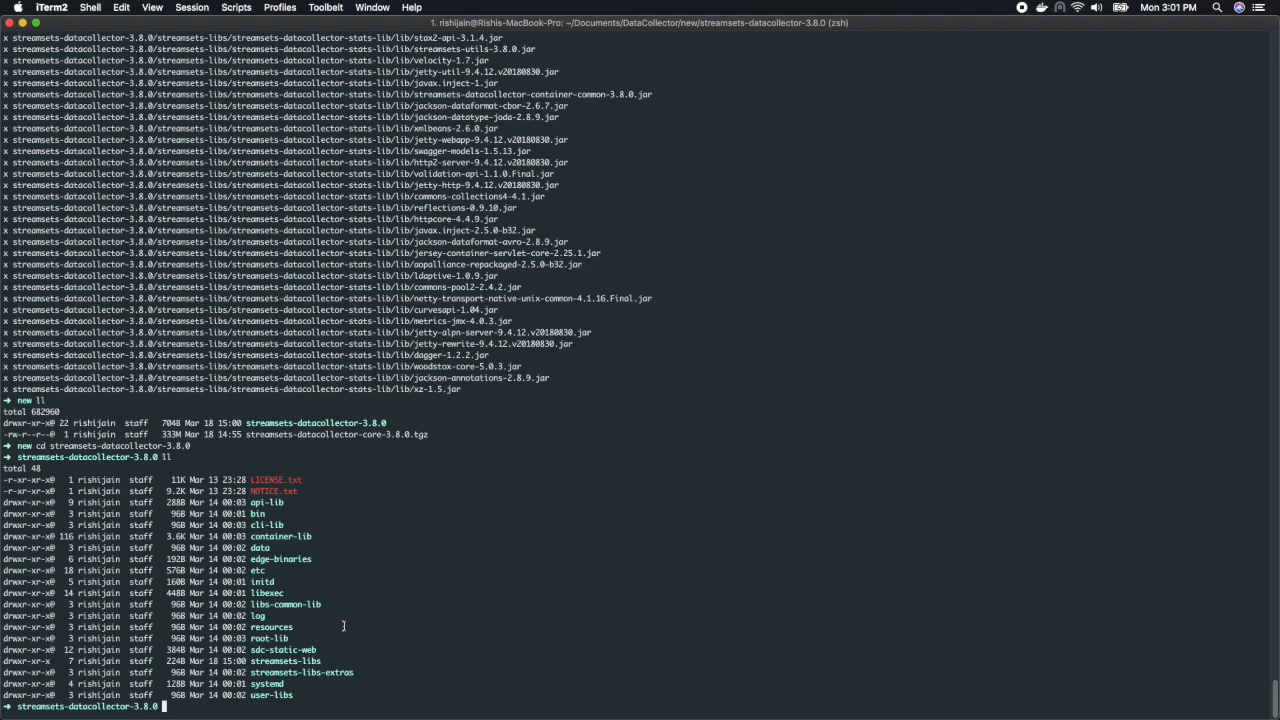 iTerm2 Shell Edit View Session Scripts Profiles Toolbelt Window Help Mon 3:01 PM
1. rishijain@Rishis-MacBook-Pro: ~/Documents/DataCollector/new/streamsets-datacollector-3.8.0 (zsh)
x streamsets-datacollector-3.8.0/streamsets-libs/streamsets-datacollector-stats-lib/lib/stax2-api-3.1.4.jar
x streamsets-datacollector-3.8.0/streamsets-libs/streamsets-datacollector-stats-lib/lib/streamsets-utils-3.8.0.jar
x streamsets-datacollector-3.8.0/streamsets-libs/streamsets-datacollector-stats-lib/lib/velocity-1.7.jar
x streamsets-datacollector-3.8.0/streamsets-libs/streamsets-datacollector-stats-lib/lib/jetty-util-9.4.12.v20180830.jar
x streamsets-datacollector-3.8.0/streamsets-libs/streamsets-datacollector-stats-lib/lib/javax.inject-1.jar
x streamsets-datacollector-3.8.0/streamsets-libs/streamsets-datacollector-stats-lib/lib/streamsets-datacollector-container-common-3.8.0.jar
x streamsets-datacollector-3.8.0/streamsets-libs/streamsets-datacollector-stats-lib/lib/jackson-dataformat-cbor-2.6.7.jar
x streamsets-datacollector-3.8.0/streamsets-libs/streamsets-datacollector-stats-lib/lib/jackson-datatype-joda-2.8.9.jar
x streamsets-datacollector-3.8.0/streamsets-libs/streamsets-datacollector-stats-lib/lib/xmlbeans-2.6.0.jar
x streamsets-datacollector-3.8.0/streamsets-libs/streamsets-datacollector-stats-lib/lib/jetty-webapp-9.4.12.v20180830.jar
x streamsets-datacollector-3.8.0/streamsets-libs/streamsets-datacollector-stats-lib/lib/swagger-models-1.5.13.jar
x streamsets-datacollector-3.8.0/streamsets-libs/streamsets-datacollector-stats-lib/lib/http2-server-9.4.12.v20180830.jar
x streamsets-datacollector-3.8.0/streamsets-libs/streamsets-datacollector-stats-lib/lib/validation-api-1.1.0.Final.jar
x streamsets-datacollector-3.8.0/streamsets-libs/streamsets-datacollector-stats-lib/lib/jetty-http-9.4.12.v20180830.jar
x streamsets-datacollector-3.8.0/streamsets-libs/streamsets-datacollector-stats-lib/lib/commons-collections4-4.1.jar
x streamsets-datacollector-3.8.0/streamsets-libs/streamsets-datacollector-stats-lib/lib/reflections-0.9.10.jar
x streamsets-datacollector-3.8.0/streamsets-libs/streamsets-datacollector-stats-lib/lib/httpcore-4.4.9.jar
x streamsets-datacollector-3.8.0/streamsets-libs/streamsets-datacollector-stats-lib/lib/javax.inject-2.5.0-b32.jar
x streamsets-datacollector-3.8.0/streamsets-libs/streamsets-datacollector-stats-lib/lib/jackson-dataformat-avro-2.8.9.jar
x streamsets-datacollector-3.8.0/streamsets-libs/streamsets-datacollector-stats-lib/lib/jersey-container-servlet-core-2.25.1.jar
x streamsets-datacollector-3.8.0/streamsets-libs/streamsets-datacollector-stats-lib/lib/aopalliance-repackaged-2.5.0-b32.jar
x streamsets-datacollector-3.8.0/streamsets-libs/streamsets-datacollector-stats-lib/lib/ldaptive-1.0.9.jar
x streamsets-datacollector-3.8.0/streamsets-libs/streamsets-datacollector-stats-lib/lib/commons-pool2-2.4.2.jar
x streamsets-datacollector-3.8.0/streamsets-libs/streamsets-datacollector-stats-lib/lib/netty-transport-native-unix-common-4.1.16.Final.jar
x streamsets-datacollector-3.8.0/streamsets-libs/streamsets-datacollector-stats-lib/lib/curvesapi-1.04.jar
x streamsets-datacollector-3.8.0/streamsets-libs/streamsets-datacollector-stats-lib/lib/metrics-jmx-4.0.3.jar
x streamsets-datacollector-3.8.0/streamsets-libs/streamsets-datacollector-stats-lib/lib/jetty-alpn-server-9.4.12.v20180830.jar
x streamsets-datacollector-3.8.0/streamsets-libs/streamsets-datacollector-stats-lib/lib/jetty-rewrite-9.4.12.v20180830.jar
x streamsets-datacollector-3.8.0/streamsets-libs/streamsets-datacollector-stats-lib/lib/dagger-1.2.2.jar
x streamsets-datacollector-3.8.0/streamsets-libs/streamsets-datacollector-stats-lib/lib/woodstox-core-5.0.3.jar
x streamsets-datacollector-3.8.0/streamsets-libs/streamsets-datacollector-stats-lib/lib/jackson-annotations-2.8.9.jar
x streamsets-datacollector-3.8.0/streamsets-libs/streamsets-datacollector-stats-lib/lib/xz-1.5.jar
➜ new ll
total 682960
drwxr-xr-x@ 22 rishijain staff 704B Mar 18 15:00 streamsets-datacollector-3.8.0
-rw-r--r--@ 1 rishijain staff 333M Mar 18 14:55 streamsets-datacollector-core-3.8.0.tgz
➜ new cd streamsets-datacollector-3.8.0
➜ streamsets-datacollector-3.8.0 ll
total 48
-r-xr-xr-x@ 1 rishijain staff 11K Mar 13 23:28 LICENSE.txt
-r-xr-xr-x@ 1 rishijain staff 9.2K Mar 13 23:28 NOTICE.txt
drwxr-xr-x@ 9 rishijain staff 288B Mar 14 00:03 api-lib
drwxr-xr-x@ 3 rishijain staff 96B Mar 14 00:02 bin
drwxr-xr-x@ 3 rishijain staff 96B Mar 14 00:03 cli-lib
drwxr-xr-x@ 116 rishijain staff 3.6K Mar 14 00:03 container-lib
drwxr-xr-x@ 3 rishijain staff 96B Mar 14 00:02 data
drwxr-xr-x@ 6 rishijain staff 192B Mar 14 00:02 edge-binaries
drwxr-xr-x@ 18 rishijain staff 576B Mar 14 00:02 etc
drwxr-xr-x@ 5 rishijain staff 160B Mar 14 00:01 initd
drwxr-xr-x@ 14 rishijain staff 448B Mar 14 00:01 libexec
drwxr-xr-x@ 3 rishijain staff 96B Mar 14 00:02 libs-common-lib
drwxr-xr-x@ 3 rishijain staff 96B Mar 14 00:02 log
drwxr-xr-x@ 3 rishijain staff 96B Mar 14 00:02 resources
drwxr-xr-x@ 3 rishijain staff 96B Mar 14 00:03 root-lib
drwxr-xr-x@ 12 rishijain staff 384B Mar 14 00:02 sdc-static-web
drwxr-xr-x 7 rishijain staff 224B Mar 18 15:00 streamsets-libs
drwxr-xr-x@ 3 rishijain staff 96B Mar 14 00:02 streamsets-libs-extras
drwxr-xr-x@ 4 rishijain staff 128B Mar 14 00:01 systemd
drwxr-xr-x@ 3 rishijain staff 96B Mar 14 00:02 user-libs
➜ streamsets-datacollector-3.8.0